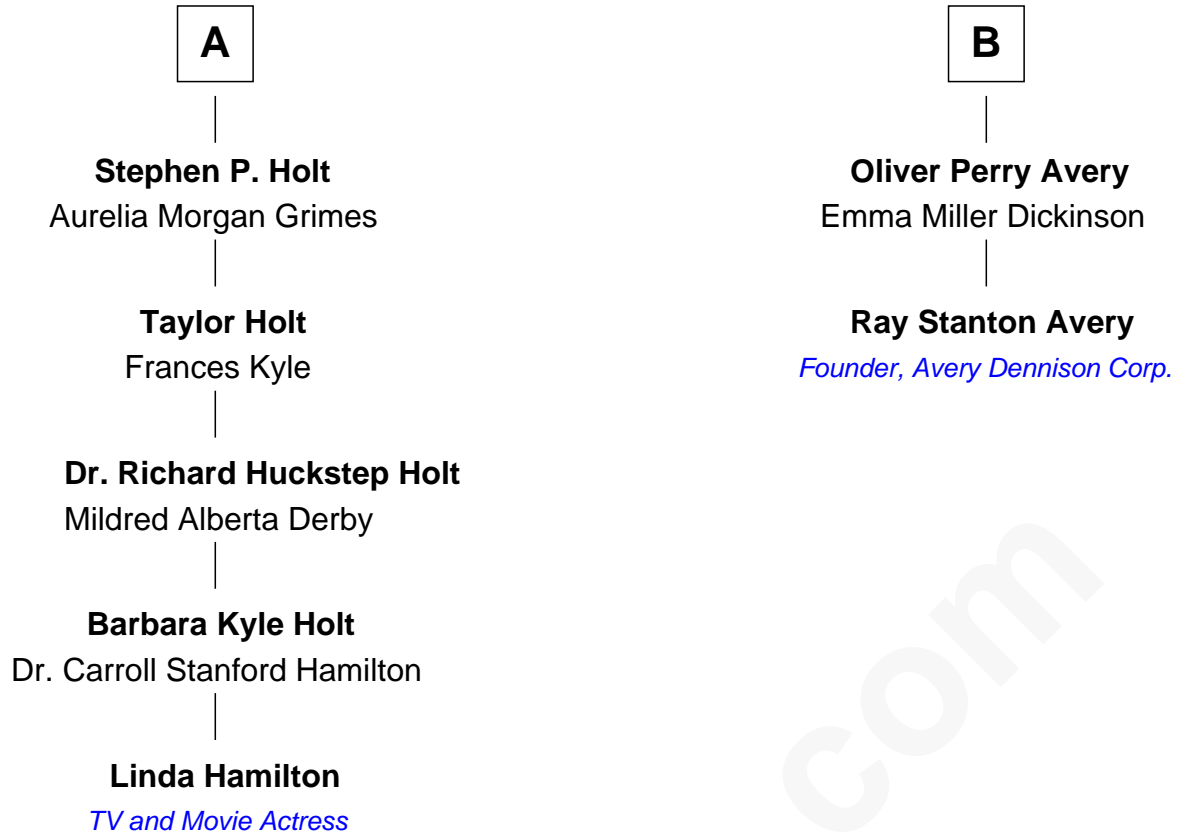 A
Stephen P. Holt
Aurelia Morgan Grimes
Taylor Holt
Frances Kyle
Dr. Richard Huckstep Holt
Mildred Alberta Derby
Barbara Kyle Holt
Dr. Carroll Stanford Hamilton
Linda Hamilton
TV and Movie Actress
B
Oliver Perry Avery
Emma Miller Dickinson
Ray Stanton Avery
Founder, Avery Dennison Corp.
com